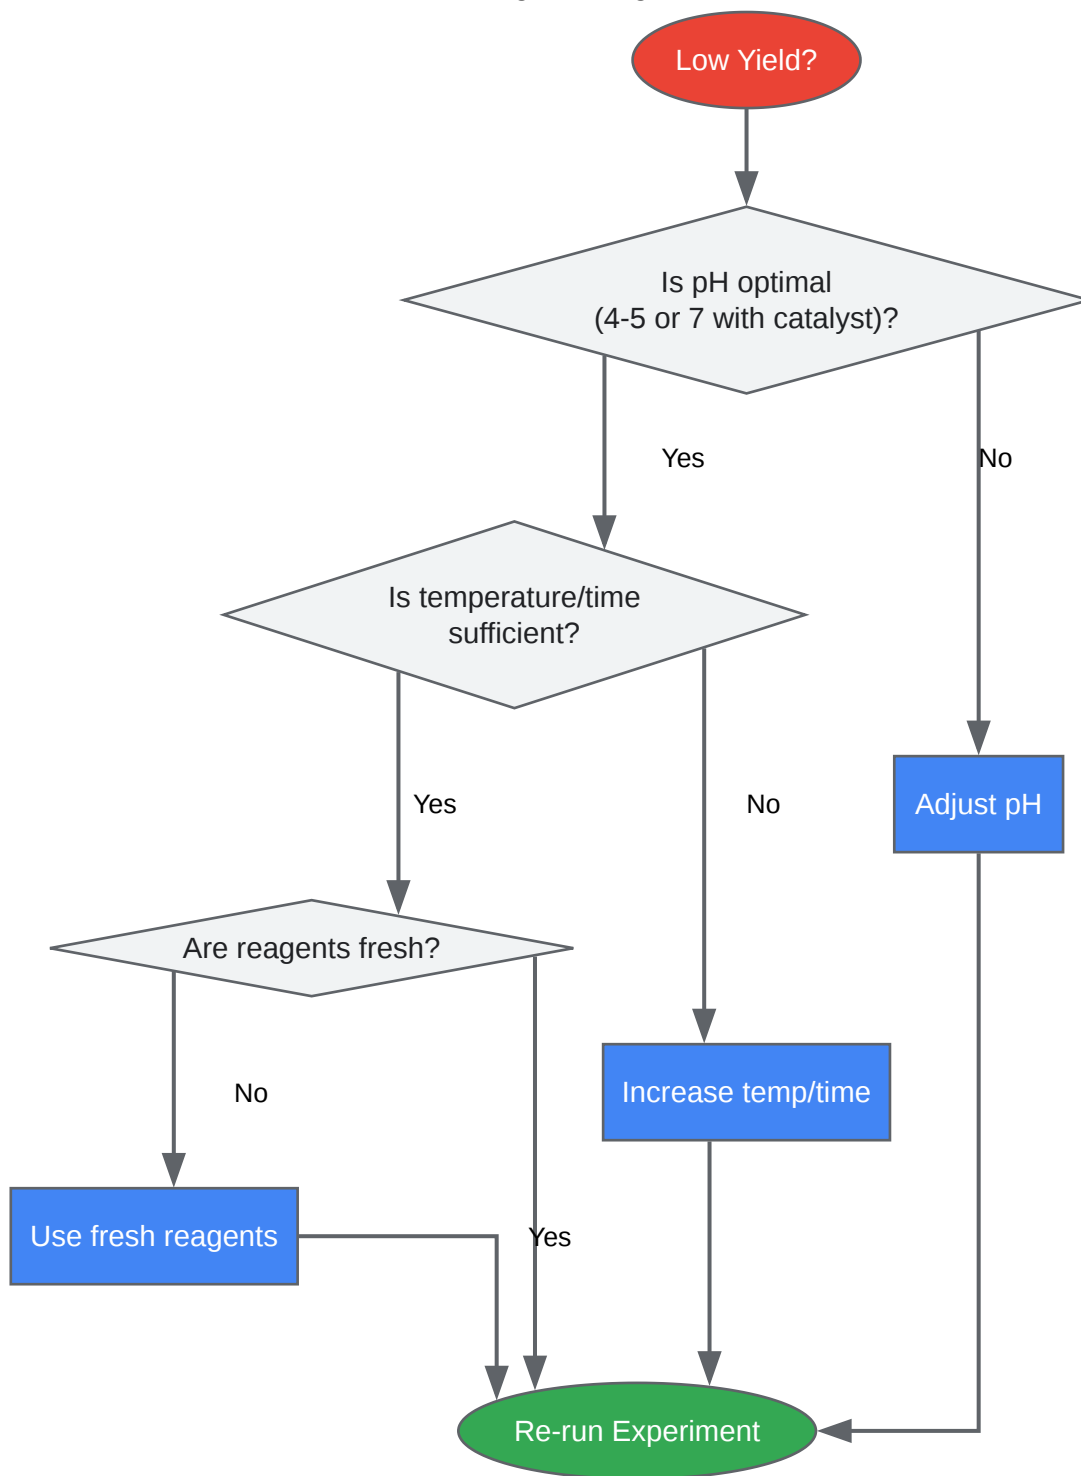 Low Yield?
Is pH optimal
(4-5 or 7 with catalyst)?
Yes
No
Is temperature/time
sufficient?
Yes
No
Adjust pH
Are reagents fresh?
No
Increase temp/time
Use fresh reagents
Yes
Re-run Experiment